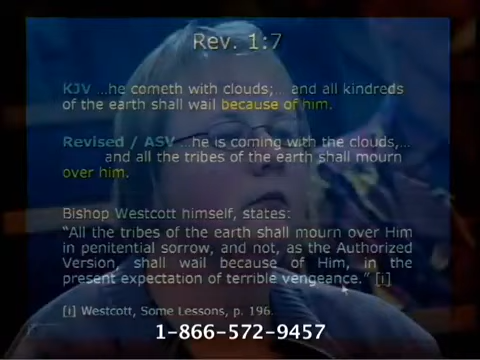 Rev. 1:7
KJV ...he cometh with clouds;... and all kindreds
of the earth shall wail because of him.
Revised / ASV ...he is coming with the clouds,...
and all the tribes of the earth shall mourn
over him.
Bishop Westcott himself, states:
“All the tribes of the earth shall mourn over Him
in penitential sorrow, and not, as the Authorized
Version, shall wail because of Him, in the
present expectation of terrible vengeance.” [i]
[i] Westcott, Some Lessons, p. 196.
1-866-572-9457